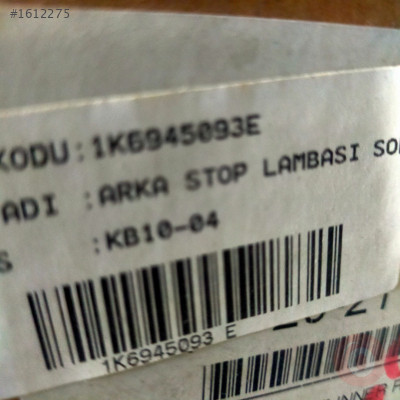 #1612275
KODU:1K6945093E
ADI :ARKA STOP LAMBASI
S :KB10-04
1K6945093 E